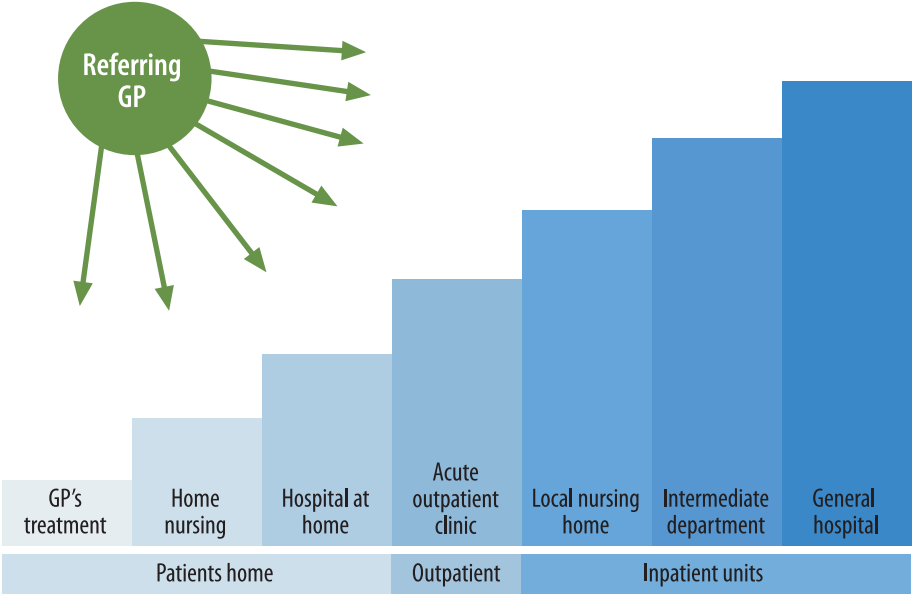 Referring
GP
GP's
treatment
Home
nursing
Hospital at
home
Acute
outpatient
clinic
Local nursing
home
Intermediate
department
General
hospital
Patients home
Outpatient
Inpatient units